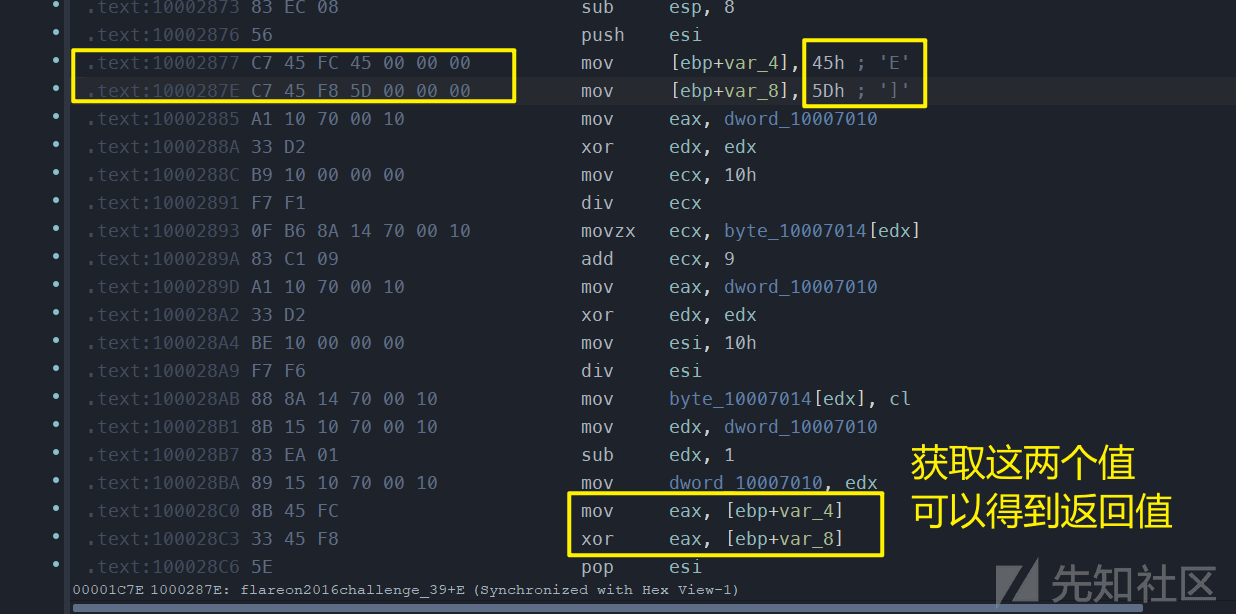 .text:10002873 83 EC 08 sub esp, 8
.text:10002876 56 push esi
.text:10002877 C7 45 FC 45 00 00 00 mov [ebp+var_4], 45h ; 'E'
.text:1000287E C7 45 F8 5D 00 00 00 mov [ebp+var_8], 5Dh ; ']'
.text:10002885 A1 10 70 00 10 mov eax, dword_10007010
.text:1000288A 33 D2 xor edx, edx
.text:1000288C B9 10 00 00 00 mov ecx, 10h
.text:10002891 F7 F1 div ecx
.text:10002893 0F B6 8A 14 70 00 10 movzx ecx, byte_10007014[edx]
.text:1000289A 83 C1 09 add ecx, 9
.text:1000289D A1 10 70 00 10 mov eax, dword_10007010
.text:100028A2 33 D2 xor edx, edx
.text:100028A4 BE 10 00 00 00 mov esi, 10h
.text:100028A9 F7 F6 div esi
.text:100028AB 88 8A 14 70 00 10 mov byte_10007014[edx], cl
.text:100028B1 8B 15 10 70 00 10 mov edx, dword_10007010
.text:100028B7 83 EA 01 sub edx, 1
.text:100028BA 89 15 10 70 00 10 mov dword_10007010, edx
.text:100028C0 8B 45 FC mov eax, [ebp+var_4]
.text:100028C3 33 45 F8 xor eax, [ebp+var_8]
.text:100028C6 5E pop esi
获取这两个值
可以得到返回值
00001C7E 1000287E: flareon2016challenge_39+E (Synchronized with Hex View-1)
先知社区